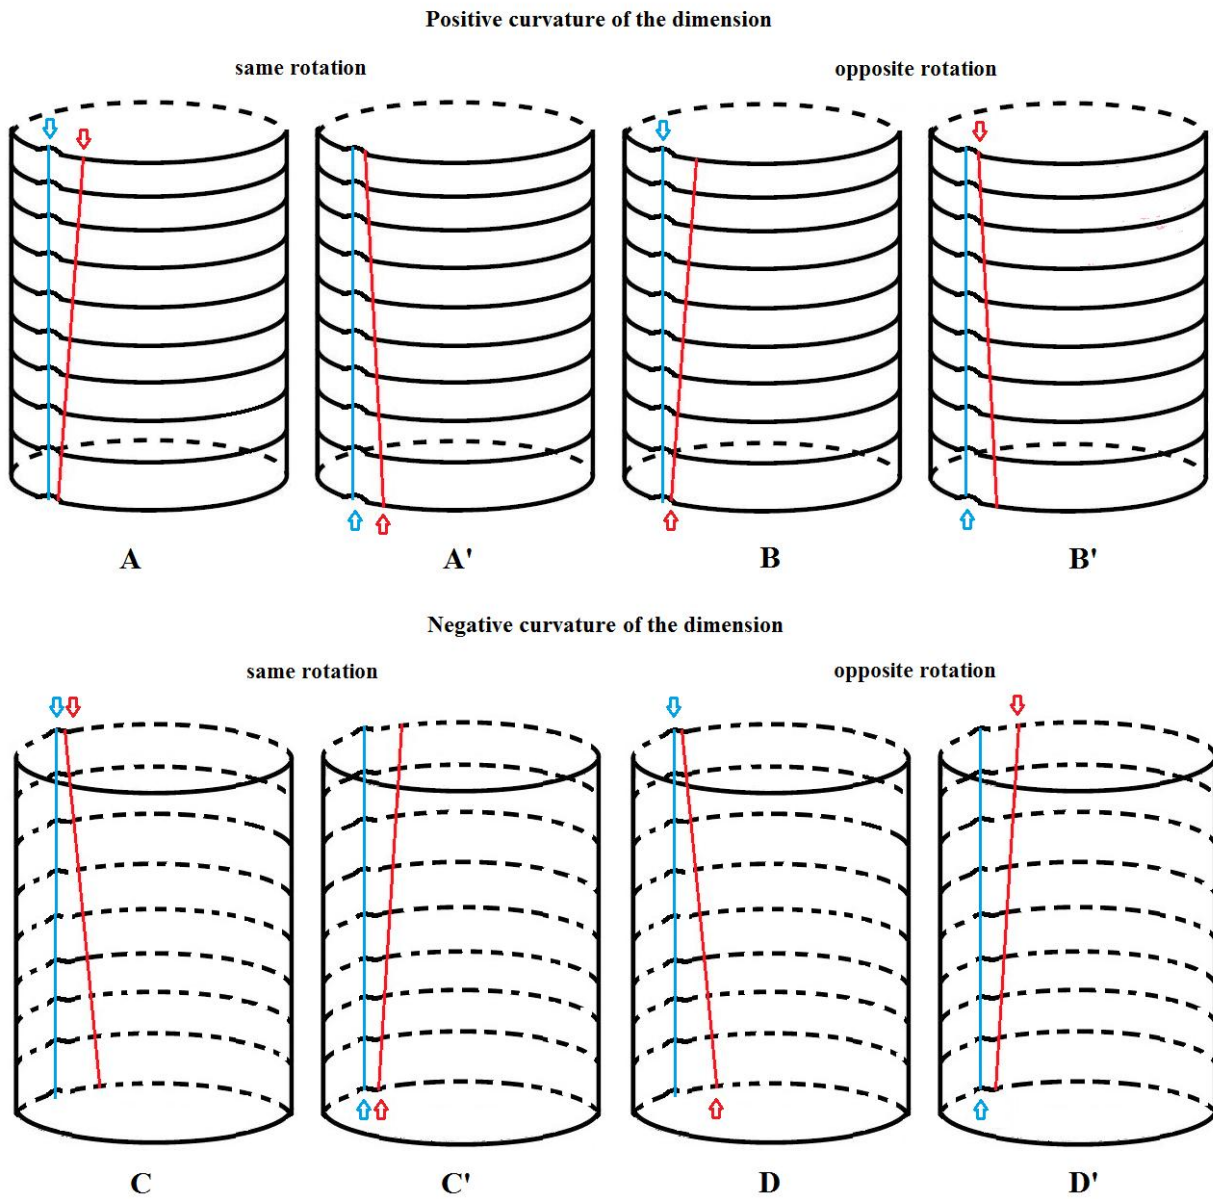 Positive curvature of the dimension
same rotation
opposite rotation
A
A'
B
B'
Negative curvature of the dimension
same rotation
opposite rotation
C
C'
D
D'